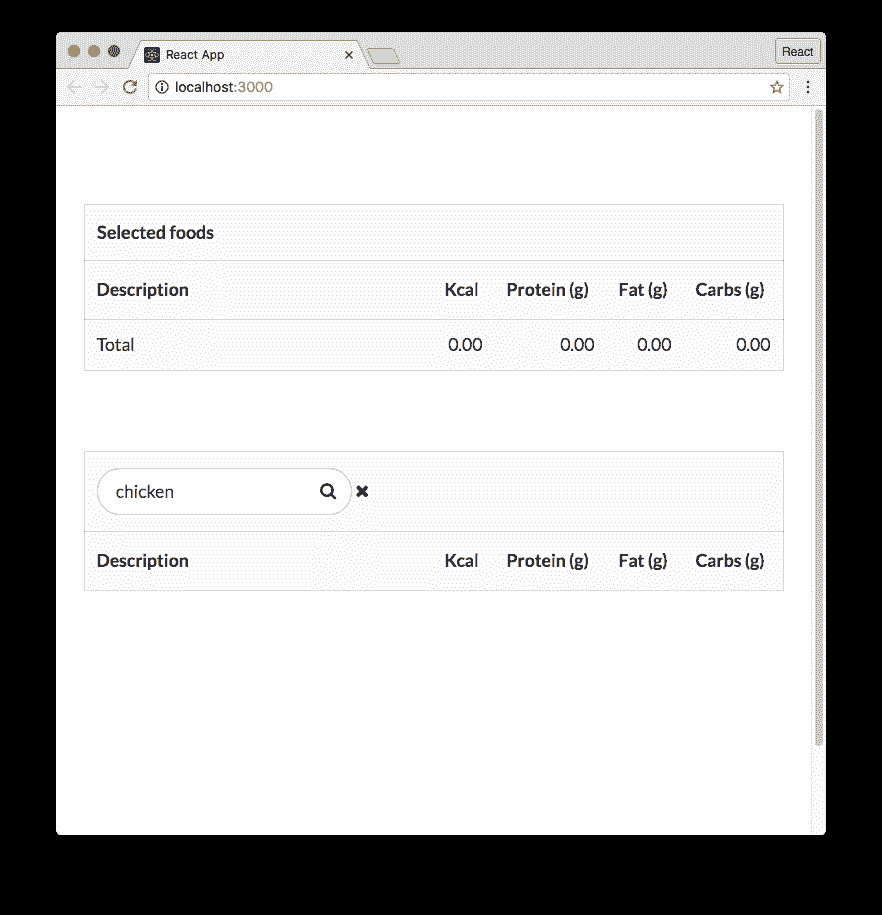 React App
React
localhost:3000
Selected foods
Description Kcal Protein (g) Fat (g) Carbs (g)
Total 0.00 0.00 0.00 0.00
chicken
Description Kcal Protein (g) Fat (g) Carbs (g)